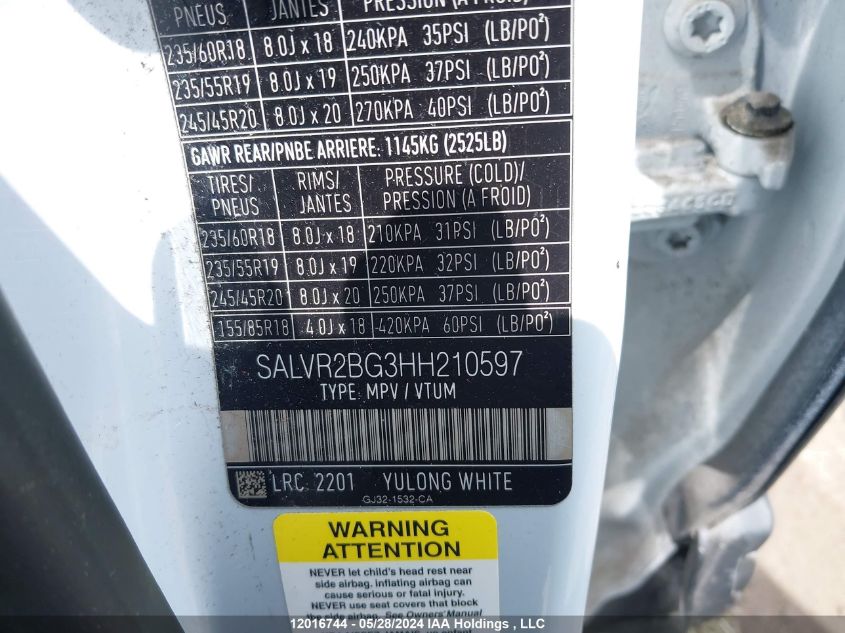 PNEUS JANTES PRESSION (A FROID)
235/60R18 8.0J x 18 240KPA 35PSI (LB/PO²)
235/55R19 8.0J x 19 250KPA 37PSI (LB/PO²)
245/45R20 8.0J x 20 270KPA 40PSI (LB/PO²)
GAWR REAR/PNBE ARRIERE: 1145KG (2525LB)
TIRES/ RIMS/ PRESSURE (COLD)/
PNEUS JANTES PRESSION (A FROID)
235/60R18 8.0J x 18 210KPA 31PSI (LB/PO²)
235/55R19 8.0J x 19 220KPA 32PSI (LB/PO²)
245/45R20 8.0J x 20 250KPA 37PSI (LB/PO²)
155/85R18 4.0J x 18 420KPA 60PSI (LB/PO²)
SALVR2BG3HH210597
TYPE: MPV / VTUM
LRC 2201 YULONG WHITE
GJ32-1532-CA
WARNING
ATTENTION
NEVER let child's head rest near
side airbag. inflating airbag can
cause serious or fatal injury.
NEVER use seat covers that block
the side airbag. See Owners' Manual
12016744 - 05/28/2024 IAA Holdings , LLC